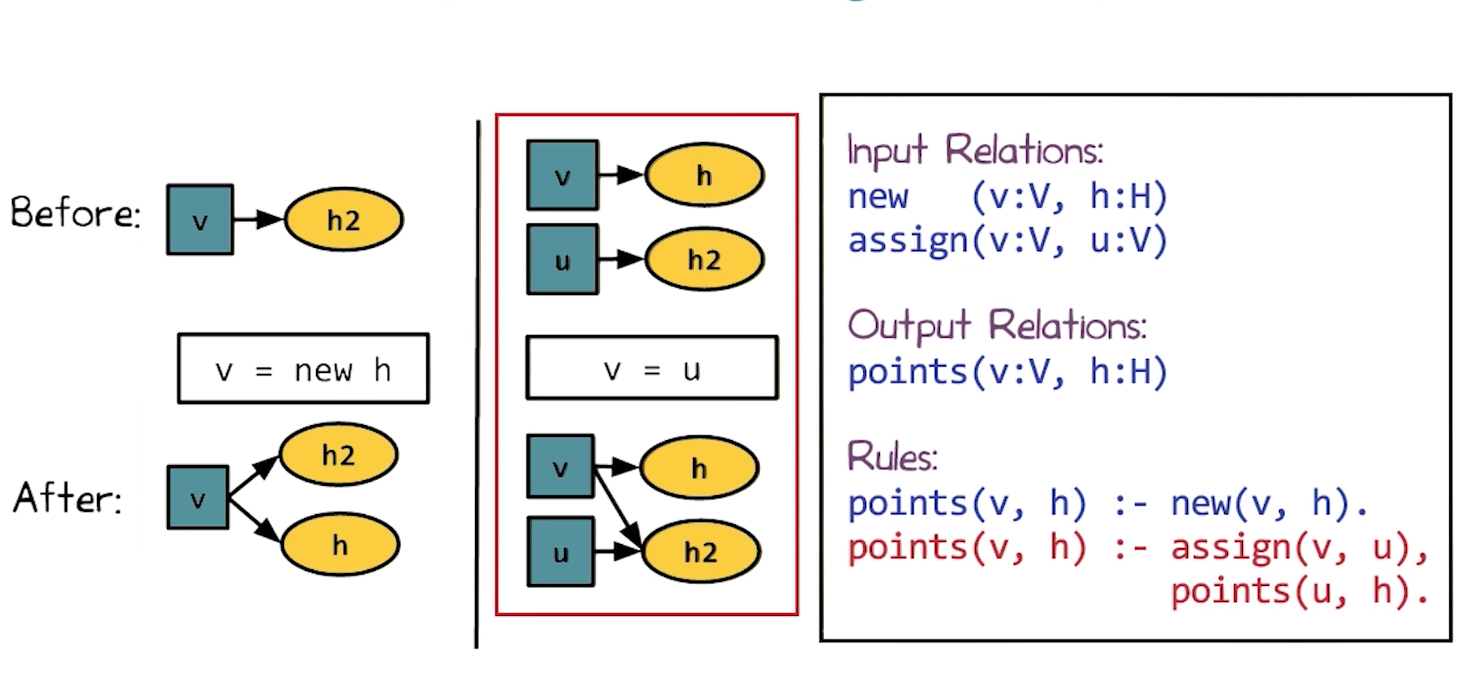 Before:
v
h2
v = new h
After:
v
h2
h
v
h
u
h2
v = u
v
h
u
h2
Input Relations:
new   (v:V, h:H)
assign(v:V, u:V)
Output Relations:
points(v:V, h:H)
Rules:
points(v, h) :- new(v, h).
points(v, h) :- assign(v, u),
points(u, h).